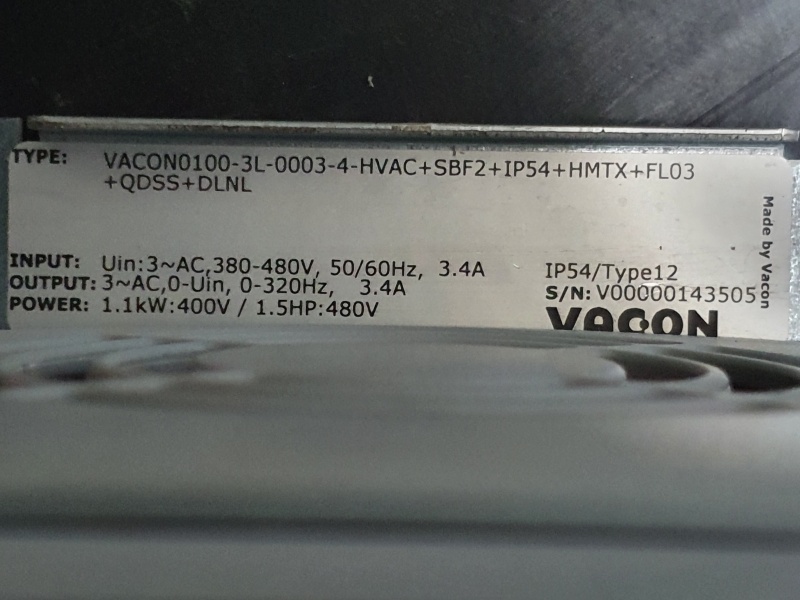 TYPE: VACON0100-3L-0003-4-HVAC+SBF2+IP54+HMTX+FL03
+QDSS+DLNL
INPUT: Uin:3~AC,380-480V, 50/60Hz, 3.4A
OUTPUT: 3~AC,0-Uin, 0-320Hz, 3.4A
POWER: 1.1kW:400V / 1.5HP:480V
IP54/Type12
S/N: V00000143505
VACON
Made by Vacon